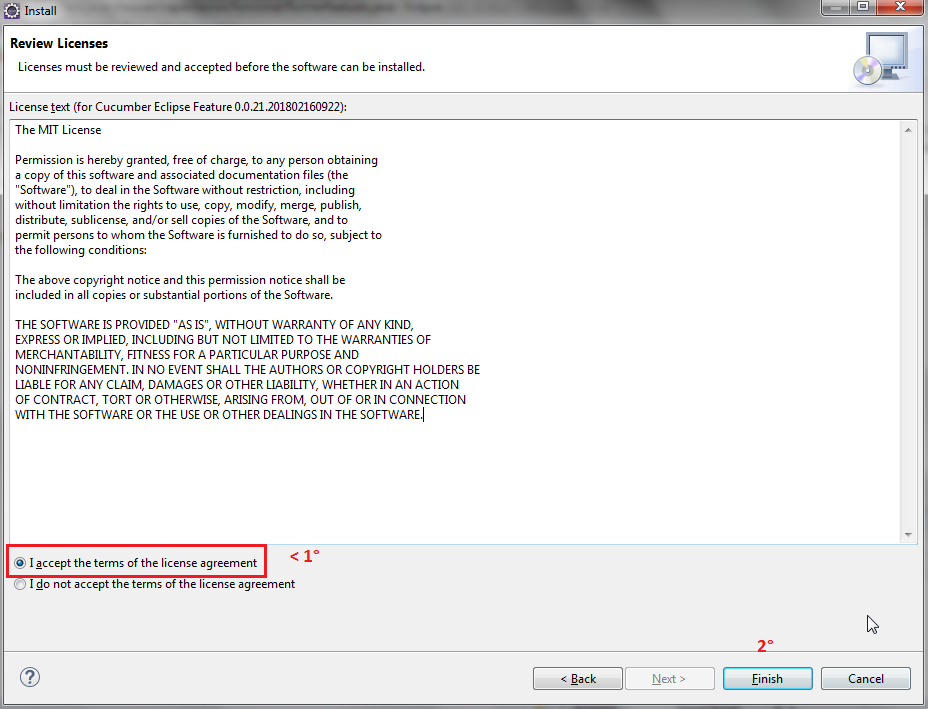 Install
Review Licenses
Licenses must be reviewed and accepted before the software can be installed.
License text (for Cucumber Eclipse Feature 0.0.21.201802160922):
The MIT License
Permission is hereby granted, free of charge, to any person obtaining
a copy of this software and associated documentation files (the
"Software"), to deal in the Software without restriction, including
without limitation the rights to use, copy, modify, merge, publish,
distribute, sublicense, and/or sell copies of the Software, and to
permit persons to whom the Software is furnished to do so, subject to
the following conditions:
The above copyright notice and this permission notice shall be
included in all copies or substantial portions of the Software.
THE SOFTWARE IS PROVIDED "AS IS", WITHOUT WARRANTY OF ANY KIND,
EXPRESS OR IMPLIED, INCLUDING BUT NOT LIMITED TO THE WARRANTIES OF
MERCHANTABILITY, FITNESS FOR A PARTICULAR PURPOSE AND
NONINFRINGEMENT. IN NO EVENT SHALL THE AUTHORS OR COPYRIGHT HOLDERS BE
LIABLE FOR ANY CLAIM, DAMAGES OR OTHER LIABILITY, WHETHER IN AN ACTION
OF CONTRACT, TORT OR OTHERWISE, ARISING FROM, OUT OF OR IN CONNECTION
WITH THE SOFTWARE OR THE USE OR OTHER DEALINGS IN THE SOFTWARE.
I accept the terms of the license agreement < 1°
I do not accept the terms of the license agreement
2°
? < Back Next > Finish Cancel